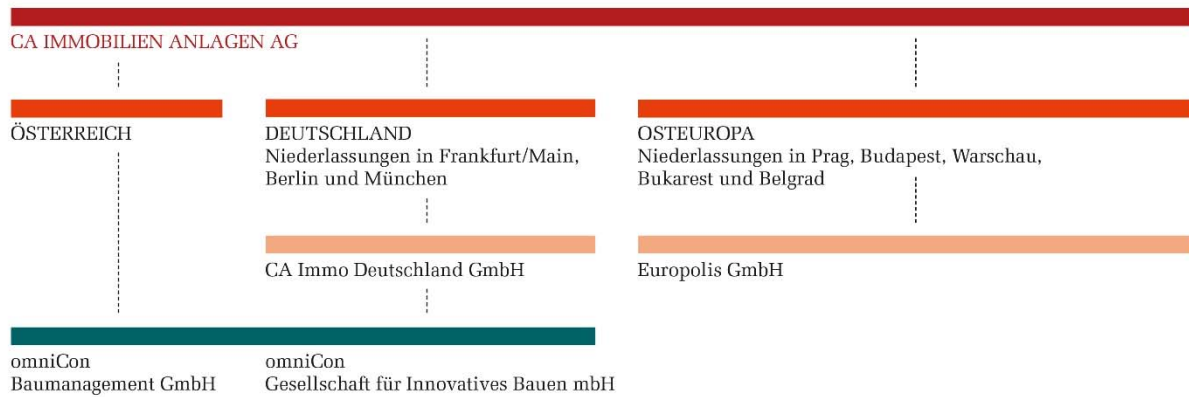 CA IMMOBILIEN ANLAGEN AG
ÖSTERREICH
DEUTSCHLAND
Niederlassungen in Frankfurt/Main,
Berlin und München
OSTEUROPA
Niederlassungen in Prag, Budapest, Warschau,
Bukarest und Belgrad
CA Immo Deutschland GmbH
Europolis GmbH
omniCon
Baumanagement GmbH
omniCon
Gesellschaft für Innovatives Bauen mbH